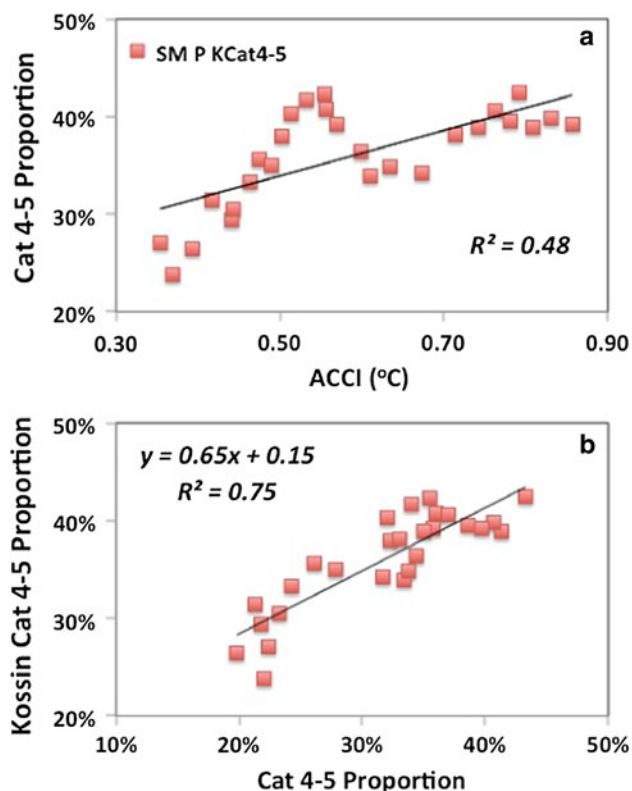 50%
a
SM P KCat4-5
40%
Cat 4-5 Proportion
30%
R² = 0.48
20%
0.30 0.50 0.70 0.90
ACCI (ºC)
50%
b
y = 0.65x + 0.15
R² = 0.75
40%
Kossin Cat 4-5 Proportion
30%
20%
10% 20% 30% 40% 50%
Cat 4-5 Proportion